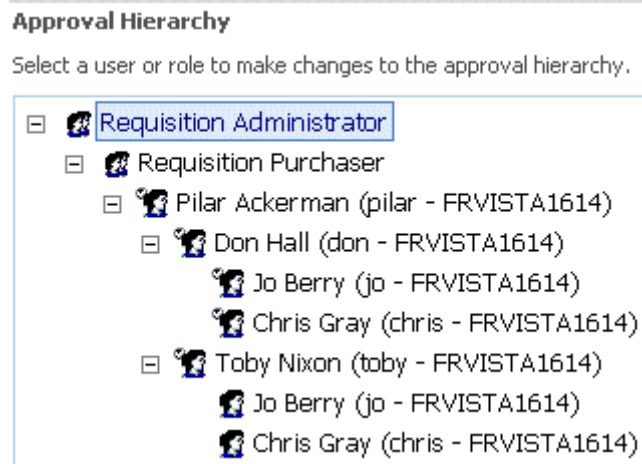 Approval Hierarchy
Select a user or role to make changes to the approval hierarchy.
Requisition Administrator
Requisition Purchaser
Pilar Ackerman (pilar - FRVISTA1614)
Don Hall (don - FRVISTA1614)
Jo Berry (jo - FRVISTA1614)
Chris Gray (chris - FRVISTA1614)
Toby Nixon (toby - FRVISTA1614)
Jo Berry (jo - FRVISTA1614)
Chris Gray (chris - FRVISTA1614)